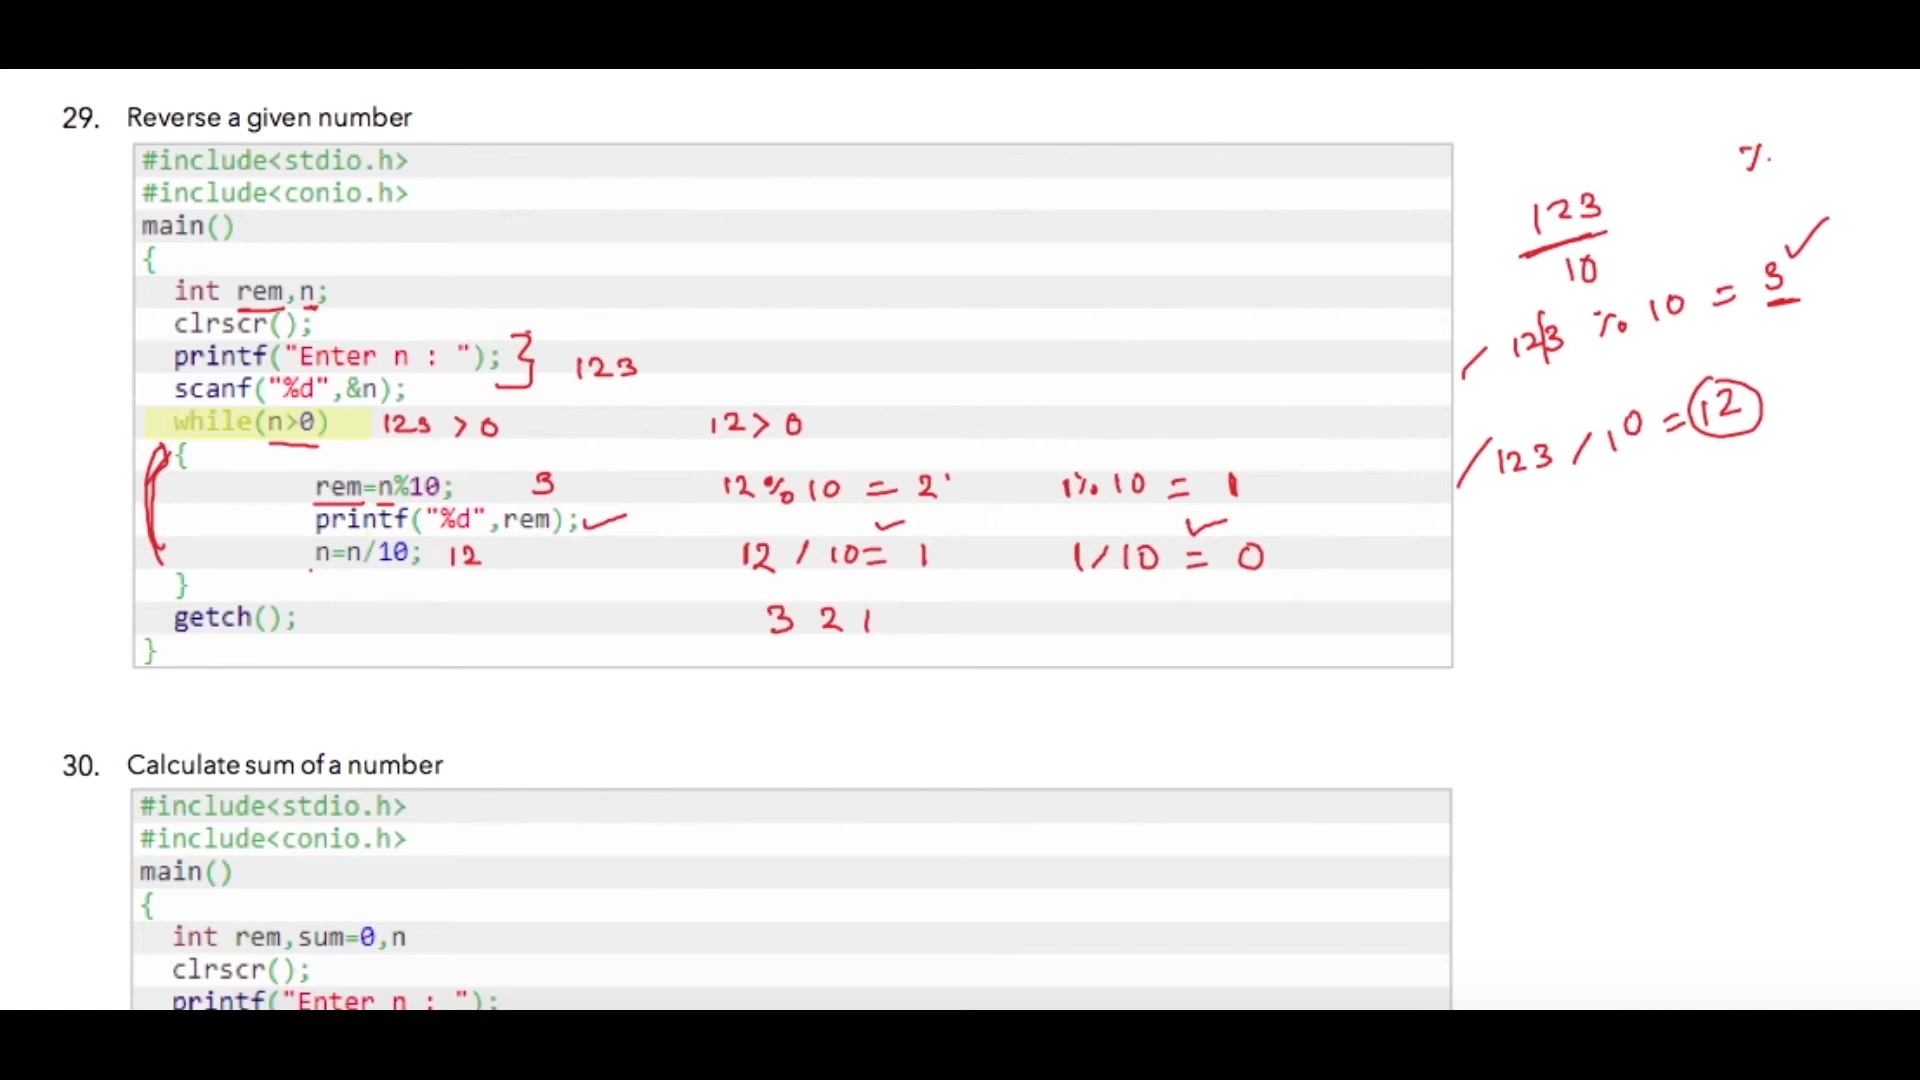 29. Reverse a given number
%
#include<stdio.h>
#include<conio.h>
main()
123
{
10
int rem,n;
123 % 10 = 3
clrscr();
printf("Enter n : "); 123
scanf("%d",&n);
while(n>0) 123 > 0 12 > 0
123 / 10 = 12
{
rem=n%10; 3 12 % 10 = 2 1 % 10 = 1
printf("%d",rem);
n=n/10; 12 12 / 10 = 1 1 / 10 = 0
}
getch(); 3 2 1
}
30. Calculate sum of a number
#include<stdio.h>
#include<conio.h>
main()
{
int rem,sum=0,n
clrscr();
printf("Enter n : ");